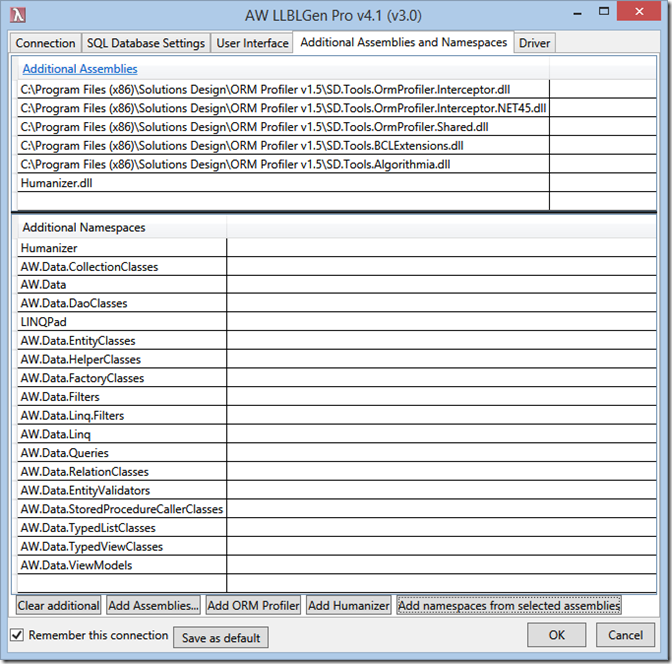 AW LLBLGen Pro v4.1 (v3.0)
Connection SQL Database Settings User Interface Additional Assemblies and Namespaces Driver
Additional Assemblies
C:\Program Files (x86)\Solutions Design\ORM Profiler v1.5\SD.Tools.OrmProfiler.Interceptor.dll
C:\Program Files (x86)\Solutions Design\ORM Profiler v1.5\SD.Tools.OrmProfiler.Interceptor.NET45.dll
C:\Program Files (x86)\Solutions Design\ORM Profiler v1.5\SD.Tools.OrmProfiler.Shared.dll
C:\Program Files (x86)\Solutions Design\ORM Profiler v1.5\SD.Tools.BCLExtensions.dll
C:\Program Files (x86)\Solutions Design\ORM Profiler v1.5\SD.Tools.Algorithmia.dll
Humanizer.dll
Additional Namespaces
Humanizer
AW.Data.CollectionClasses
AW.Data
AW.Data.DaoClasses
LINQPad
AW.Data.EntityClasses
AW.Data.HelperClasses
AW.Data.FactoryClasses
AW.Data.Filters
AW.Data.Linq.Filters
AW.Data.Linq
AW.Data.Queries
AW.Data.RelationClasses
AW.Data.EntityValidators
AW.Data.StoredProcedureCallerClasses
AW.Data.TypedListClasses
AW.Data.TypedViewClasses
AW.Data.ViewModels
Clear additional Add Assemblies... Add ORM Profiler Add Humanizer Add namespaces from selected assemblies
Remember this connection Save as default OK Cancel